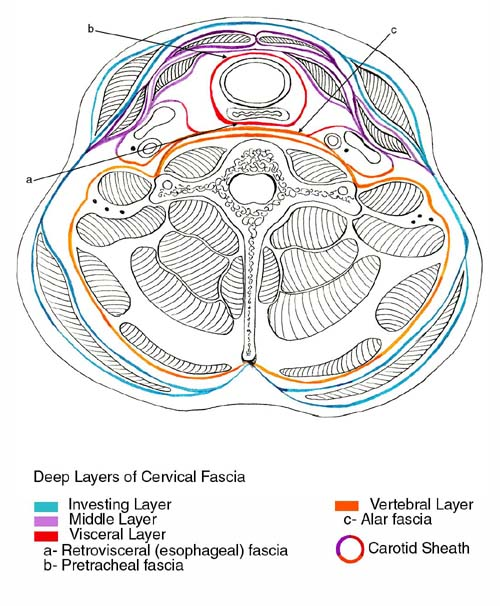 b
c
a
Deep Layers of Cervical Fascia
Investing Layer
Middle Layer
Visceral Layer
a- Retrovisceral (esophageal) fascia
b- Pretracheal fascia
Vertebral Layer
c- Alar fascia
Carotid Sheath